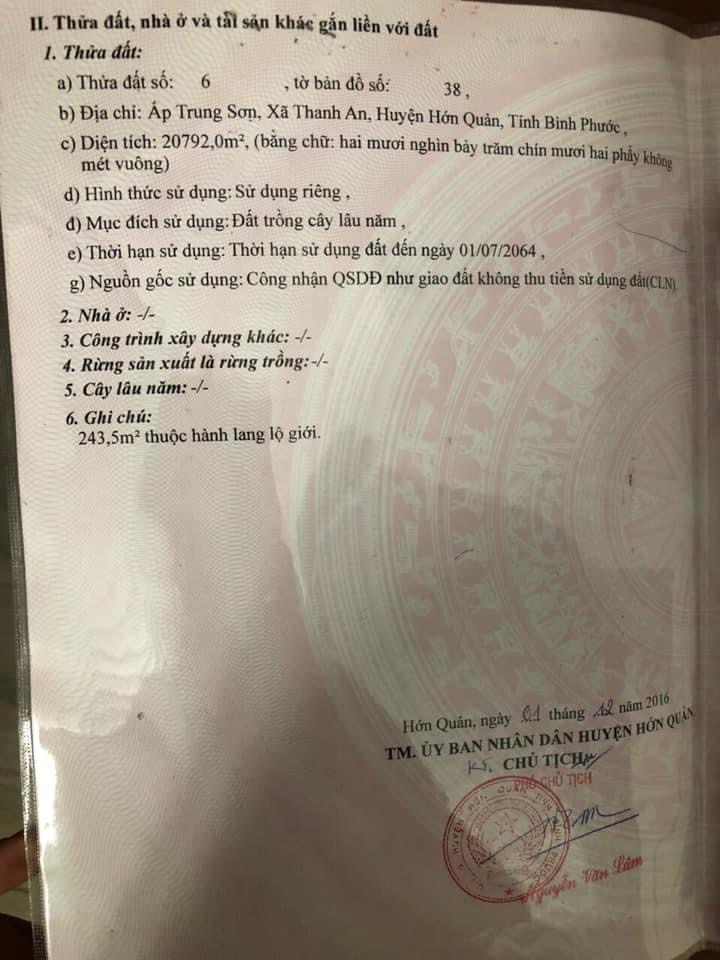 II. Thửa đất, nhà ở và tài sản khác gắn liền với đất
1. Thửa đất:
a) Thửa đất số: 6 , tờ bản đồ số: 38 ,
b) Địa chỉ: Ấp Trung Sơn, Xã Thanh An, Huyện Hớn Quản, Tỉnh Bình Phước ,
c) Diện tích: 20792,0m², (bằng chữ: hai mươi nghìn bảy trăm chín mươi hai phẩy không
mét vuông)
d) Hình thức sử dụng: Sử dụng riêng ,
đ) Mục đích sử dụng: Đất trồng cây lâu năm ,
e) Thời hạn sử dụng: Thời hạn sử dụng đất đến ngày 01/07/2064 ,
g) Nguồn gốc sử dụng: Công nhận QSDĐ như giao đất không thu tiền sử dụng đất(CLN).
2. Nhà ở: -/-
3. Công trình xây dựng khác: -/-
4. Rừng sản xuất là rừng trồng: -/-
5. Cây lâu năm: -/-
6. Ghi chú:
243,5m² thuộc hành lang lộ giới.
Hớn Quản, ngày 01 tháng 12 năm 2016
TM. ỦY BAN NHÂN DÂN HUYỆN HỚN QUẢN
KT. CHỦ TỊCH
PHÓ CHỦ TỊCH
Nguyễn Văn Lâm